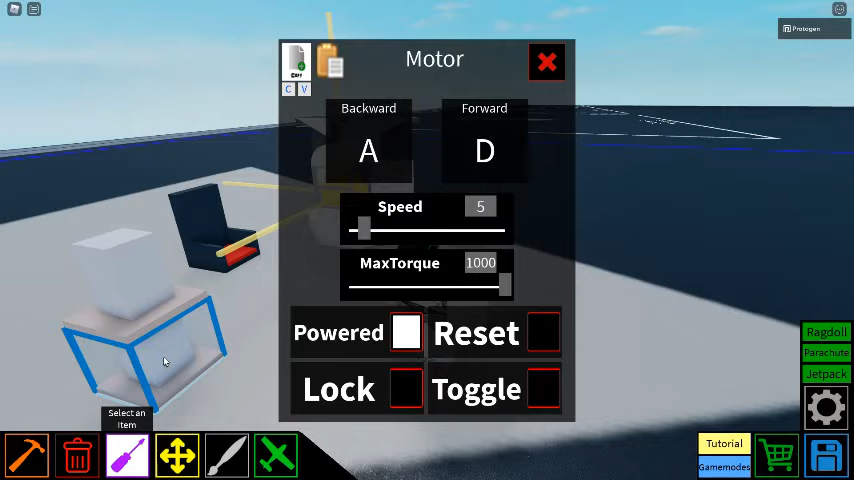 Protogen
Motor
C V
Backward
Forward
A
D
Speed 5
MaxTorque 1000
Powered
Reset
Lock
Toggle
Ragdoll
Parachute
Jetpack
Select an
Item
Tutorial
Gamemodes